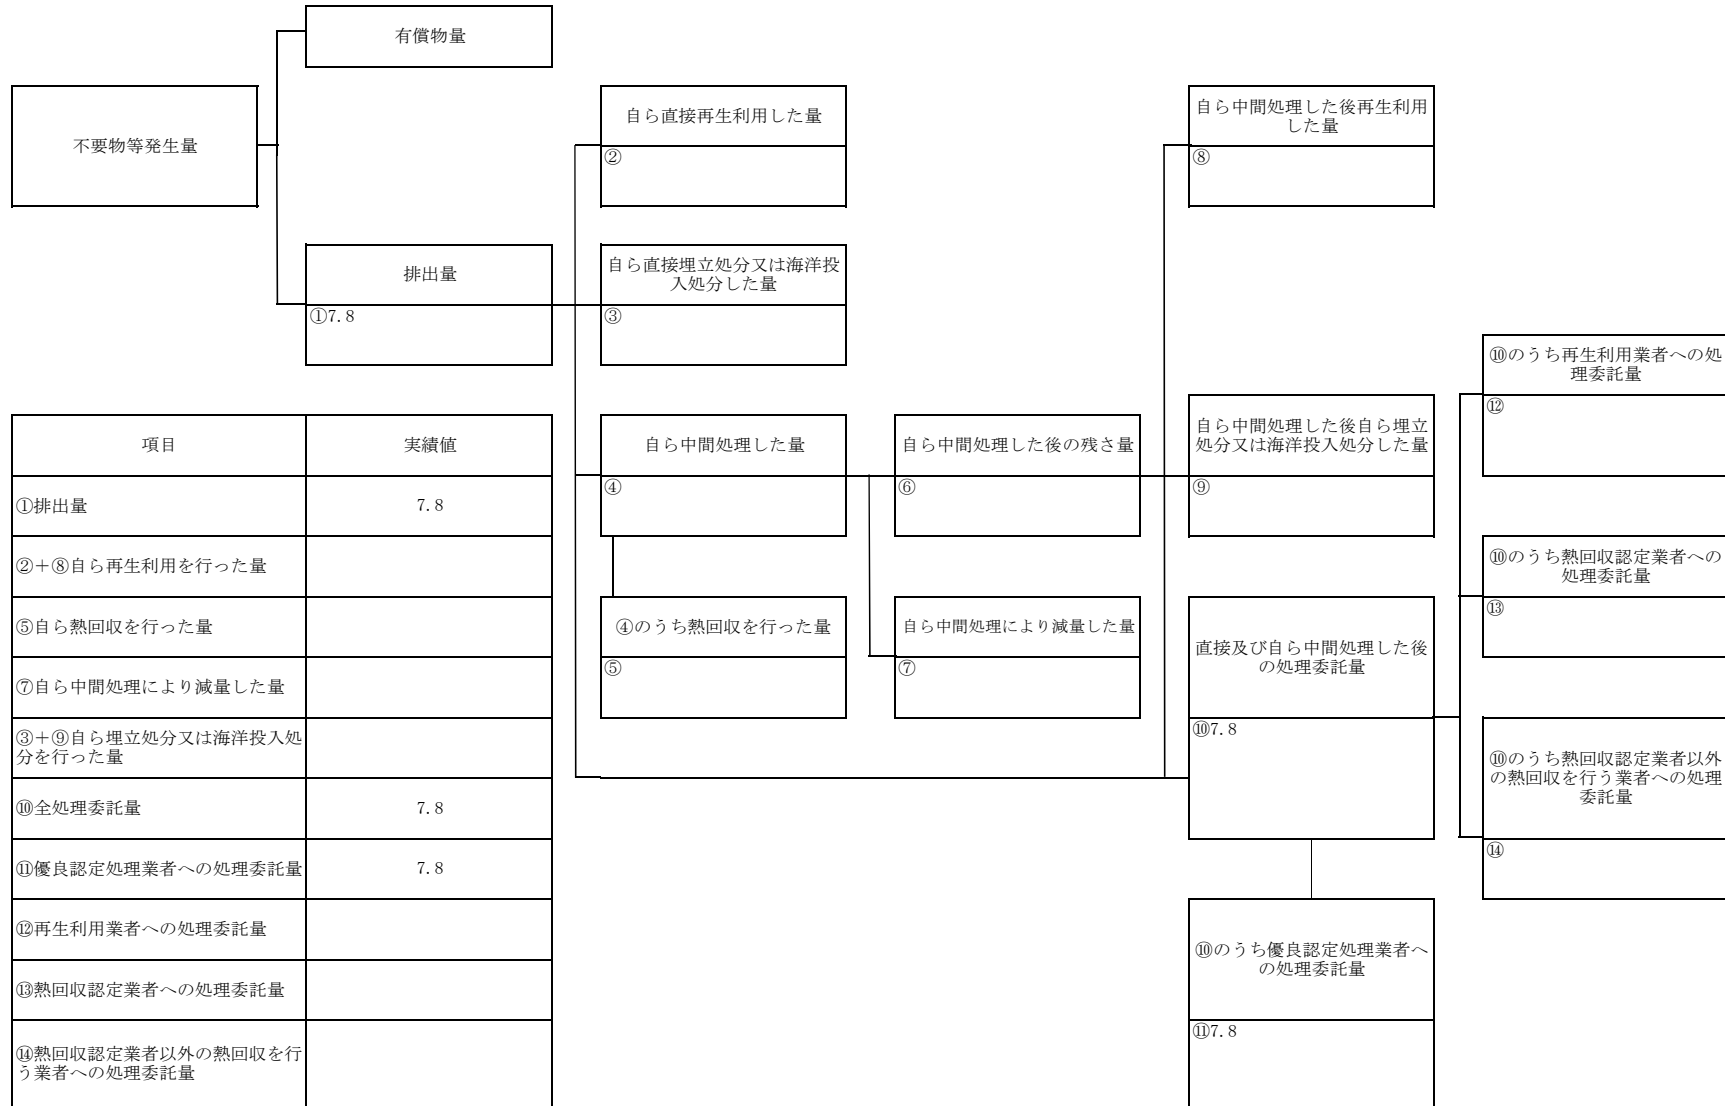 有償物量
不要物等発生量
自ら直接再生利用した量
②
自ら中間処理した後再生利用
した量
⑧
排出量
①7.8
自ら直接埋立処分又は海洋投
入処分した量
③
⑩のうち再生利用業者への処
理委託量
⑫
自ら中間処理した量
④
自ら中間処理した後の残さ量
⑥
自ら中間処理した後自ら埋立
処分又は海洋投入処分した量
⑨
⑩のうち熱回収認定業者への
処理委託量
⑬
④のうち熱回収を行った量
⑤
自ら中間処理により減量した量
⑦
直接及び自ら中間処理した後
の処理委託量
⑩7.8
⑩のうち熱回収認定業者以外
の熱回収を行う業者への処理
委託量
⑭
⑩のうち優良認定処理業者へ
の処理委託量
⑪7.8
項目 実績値
①排出量 7.8
②+⑧自ら再生利用を行った量
⑤自ら熱回収を行った量
⑦自ら中間処理により減量した量
③+⑨自ら埋立処分又は海洋投入処
分を行った量
⑩全処理委託量 7.8
⑪優良認定処理業者への処理委託量 7.8
⑫再生利用業者への処理委託量
⑬熱回収認定業者への処理委託量
⑭熱回収認定業者以外の熱回収を行
う業者への処理委託量